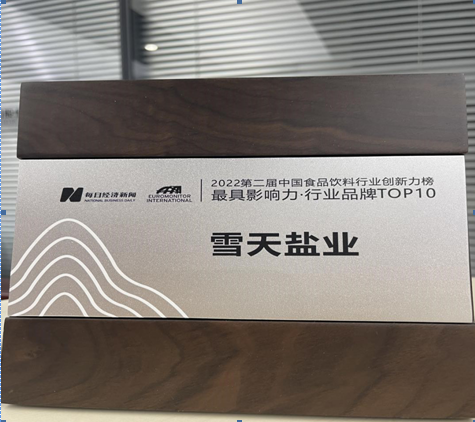 每日经济新闻
NATIONAL BUSINESS DAILY
EUROMONITOR
INTERNATIONAL
2022第二届中国食品饮料行业创新力榜
最具影响力·行业品牌TOP10
雪天盐业